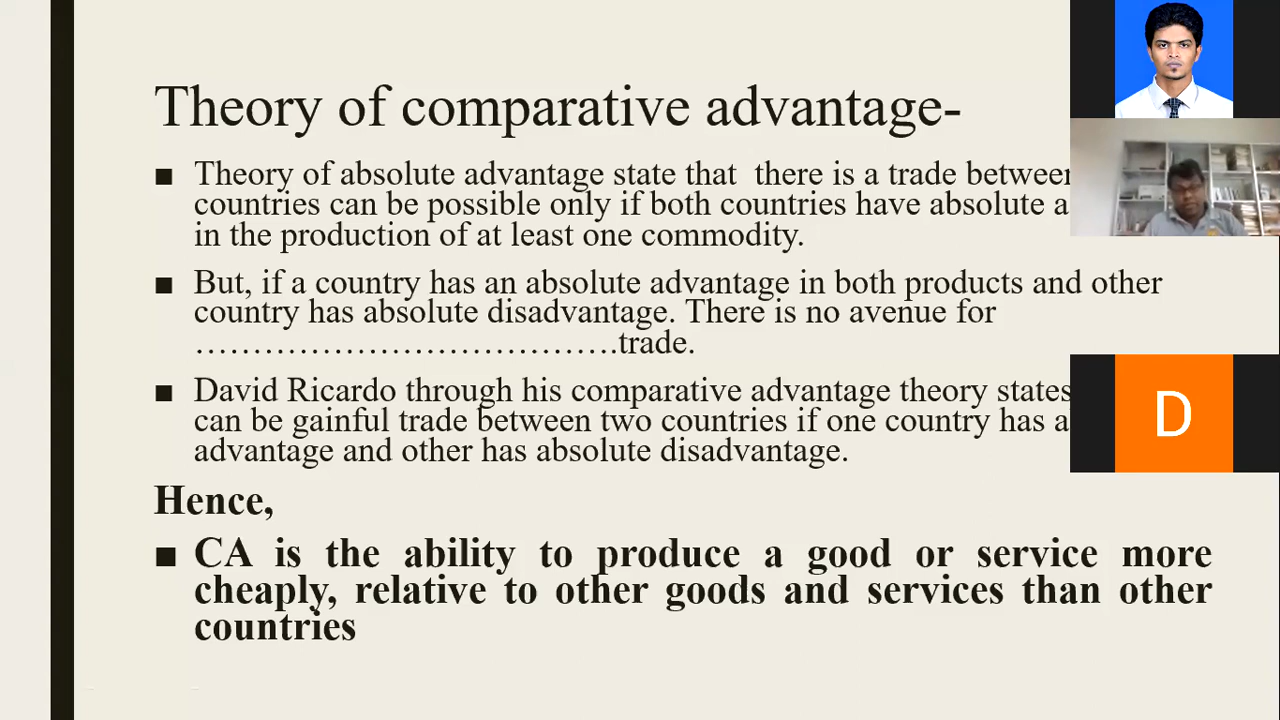 Theory of comparative advantage-
■ Theory of absolute advantage state that there is a trade between
countries can be possible only if both countries have absolute a
in the production of at least one commodity.
■ But, if a country has an absolute advantage in both products and other
country has absolute disadvantage. There is no avenue for
………………………………….trade.
■ David Ricardo through his comparative advantage theory states
can be gainful trade between two countries if one country has a
advantage and other has absolute disadvantage.
Hence,
■ CA is the ability to produce a good or service more
cheaply, relative to other goods and services than other
countries
D